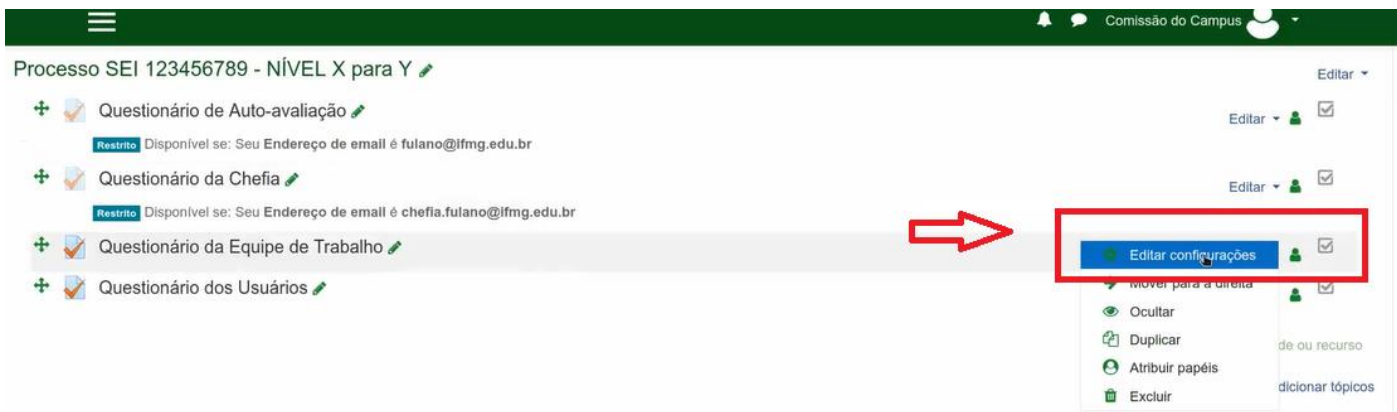 Comissão do Campus
Processo SEI 123456789 - NÍVEL X para Y
Editar
Questionário de Auto-avaliação
Editar
Restrito Disponível se: Seu Endereço de email é fulano@ifmg.edu.br
Questionário da Chefia
Editar
Restrito Disponível se: Seu Endereço de email é chefia.fulano@ifmg.edu.br
Questionário da Equipe de Trabalho
Editar configurações
Questionário dos Usuários
Mover para a direita
Ocultar
Duplicar
de ou recurso
Atribuir papéis
dicionar tópicos
Excluir